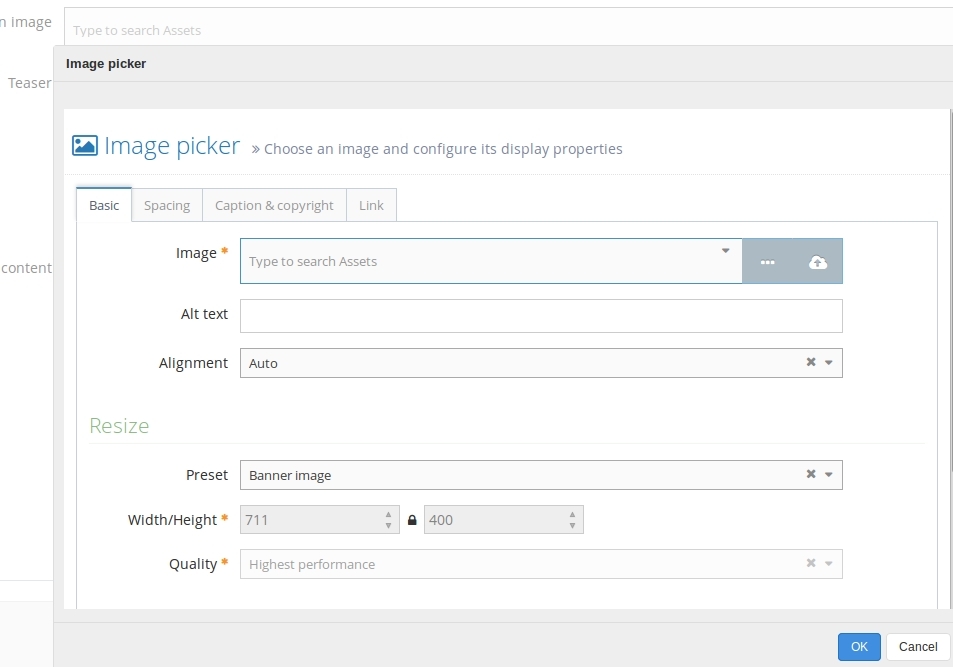 n image
Type to search Assets
Image picker
Teaser
Image picker » Choose an image and configure its display properties
Basic Spacing Caption & copyright Link
Image * Type to search Assets
content
Alt text
Alignment Auto
Resize
Preset Banner image
Width/Height * 711 400
Quality * Highest performance
OK Cancel